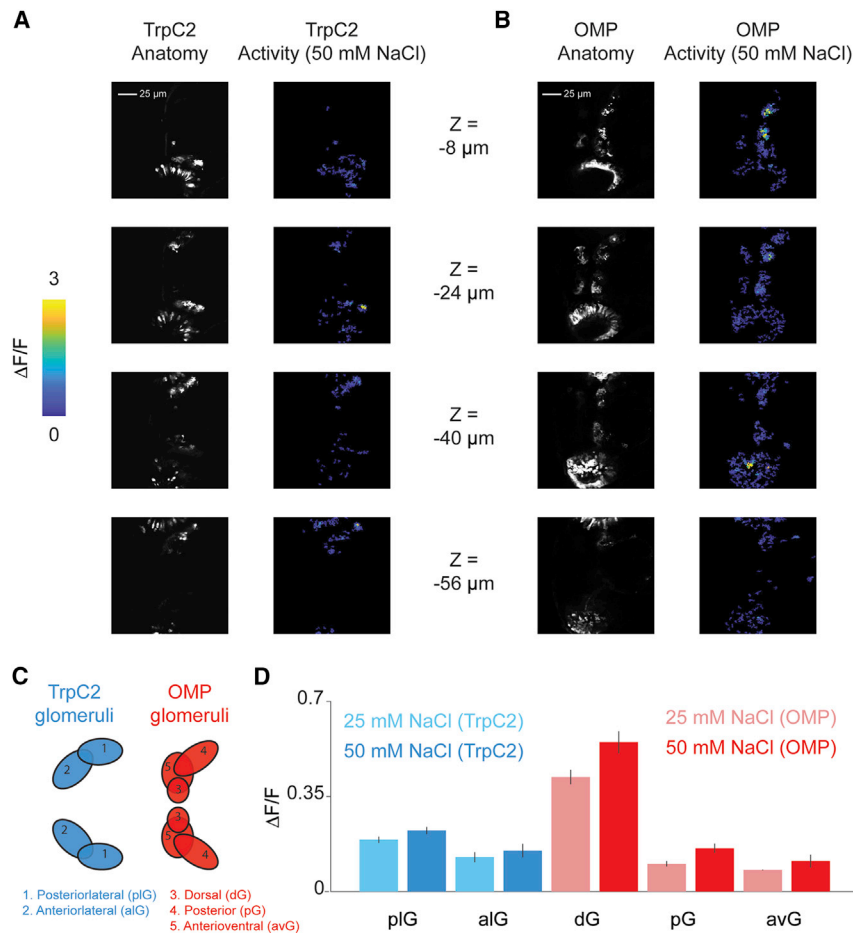 A
TrpC2
Anatomy
TrpC2
Activity (50 mM NaCl)
B
OMP
Anatomy
OMP
Activity (50 mM NaCl)
25 µm
Z =
-8 µm
25 µm
Z =
-24 µm
Z =
-40 µm
Z =
-56 µm
3
ΔF/F
0
C
TrpC2
glomeruli
OMP
glomeruli
1
2
2
1
4
5
3
3
5
4
1. Posteriorlateral (plG)
2. Anteriorlateral (alG)
3. Dorsal (dG)
4. Posterior (pG)
5. Anterioventral (avG)
D
0.7
0.35
0
ΔF/F
25 mM NaCl (TrpC2)
50 mM NaCl (TrpC2)
25 mM NaCl (OMP)
50 mM NaCl (OMP)
plG
alG
dG
pG
avG